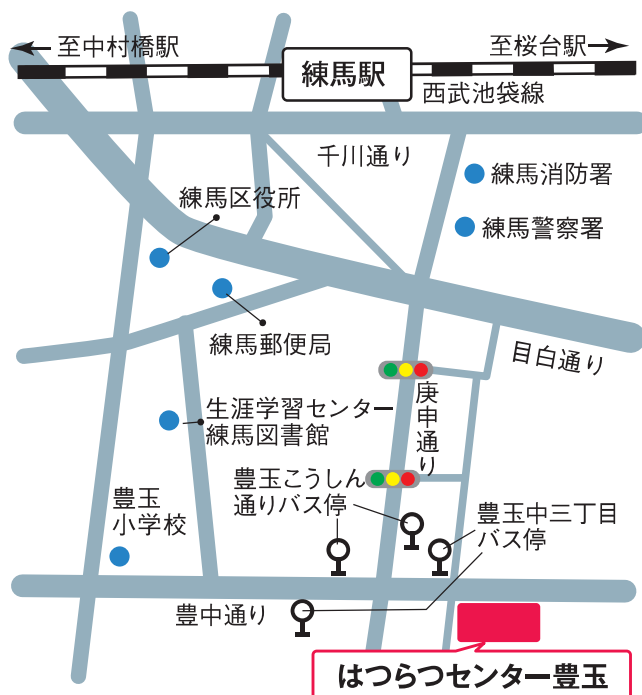 至中村橋駅
練馬駅
至桜台駅
西武池袋線
千川通り
練馬消防署
練馬区役所
練馬警察署
練馬郵便局
目白通り
庚申通り
生涯学習センター
練馬図書館
豊玉こうしん
通りバス停
豊玉
小学校
豊玉中三丁目
バス停
豊中通り
はつらつセンター豊玉